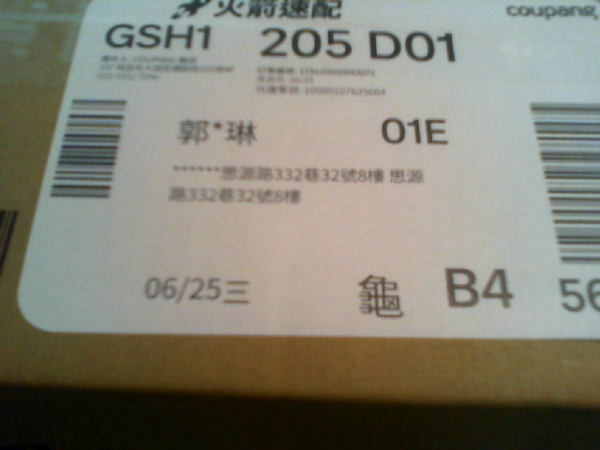 火箭速配
coupang
GSH1 205 D01
郭*琳 01E
******思源路332巷32號8樓 思源
路332巷32號8樓
06/25三 龜 B4 56